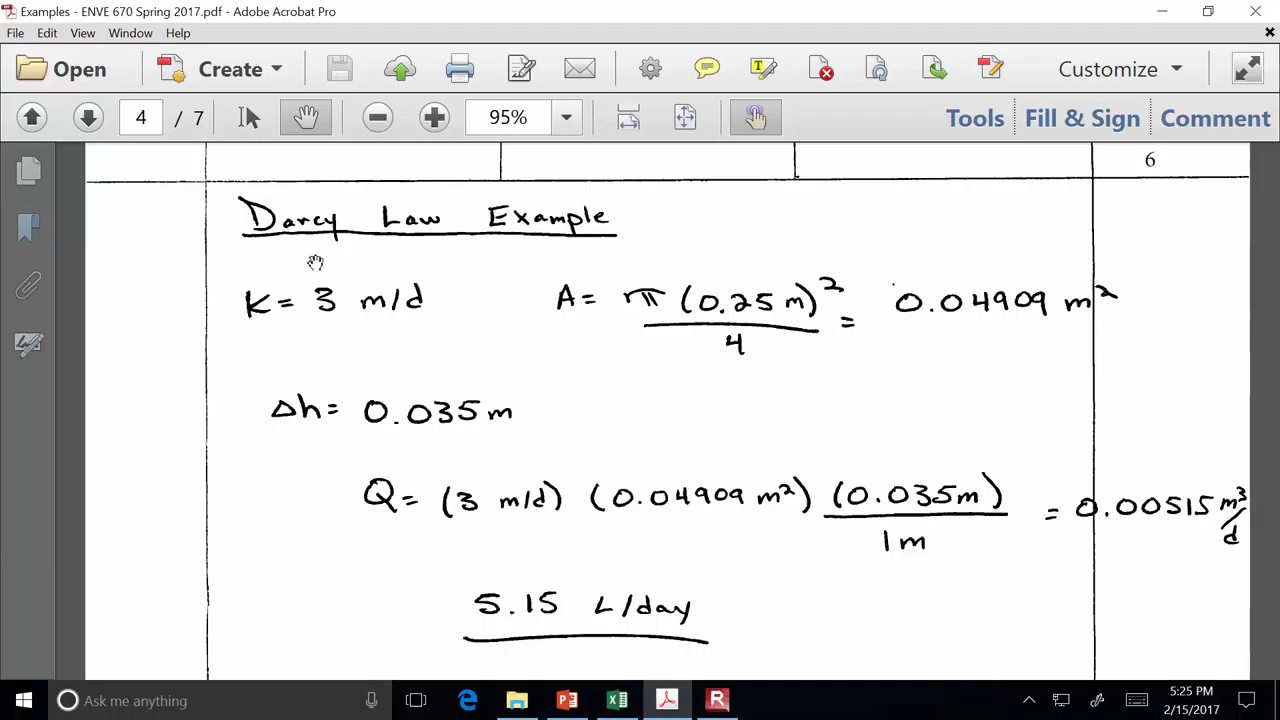 Examples - ENVE 670 Spring 2017.pdf - Adobe Acrobat Pro
File Edit View Window Help
Open Create Customize
4 / 7 95% Tools Fill & Sign Comment
6
Darcy Law Example
K = 3 m/d A = π (0.25 m)² / 4 = 0.04909 m²
Δh = 0.035 m
Q = (3 m/d) (0.04909 m²) (0.035m) / 1m = 0.00515 m³/d
5.15 L/day
Ask me anything
5:25 PM
2/15/2017